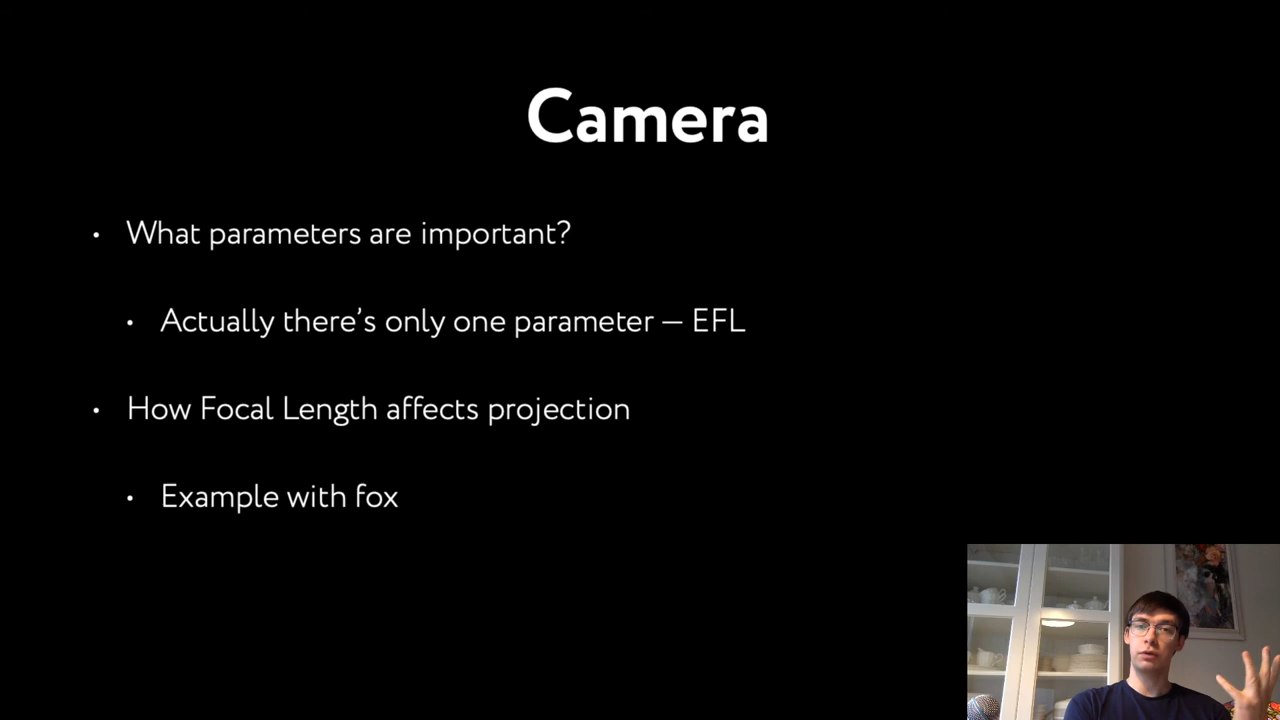 Camera
• What parameters are important?
• Actually there’s only one parameter — EFL
• How Focal Length affects projection
• Example with fox